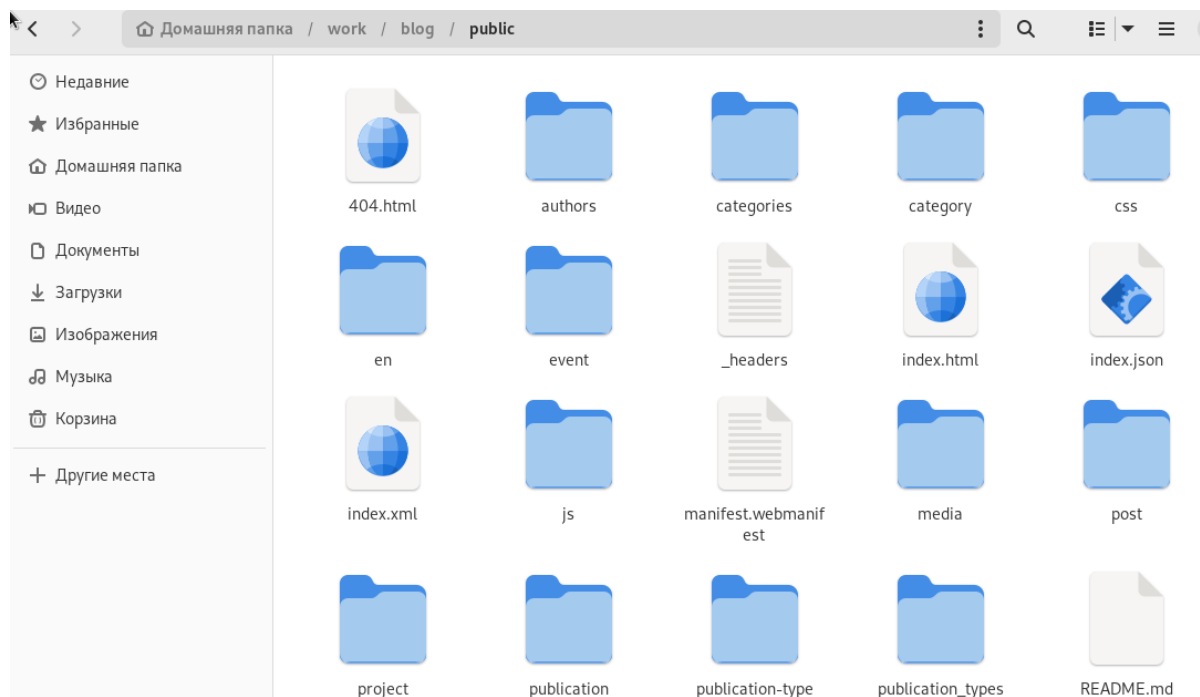 Домашняя папка / work / blog / public
Недавние
Избранные
Домашняя папка
Видео
Документы
Загрузки
Изображения
Музыка
Корзина
Другие места
404.html
authors
categories
category
css
en
event
_headers
index.html
index.json
index.xml
js
manifest.webmanif
est
media
post
project
publication
publication-type
publication_types
README.md